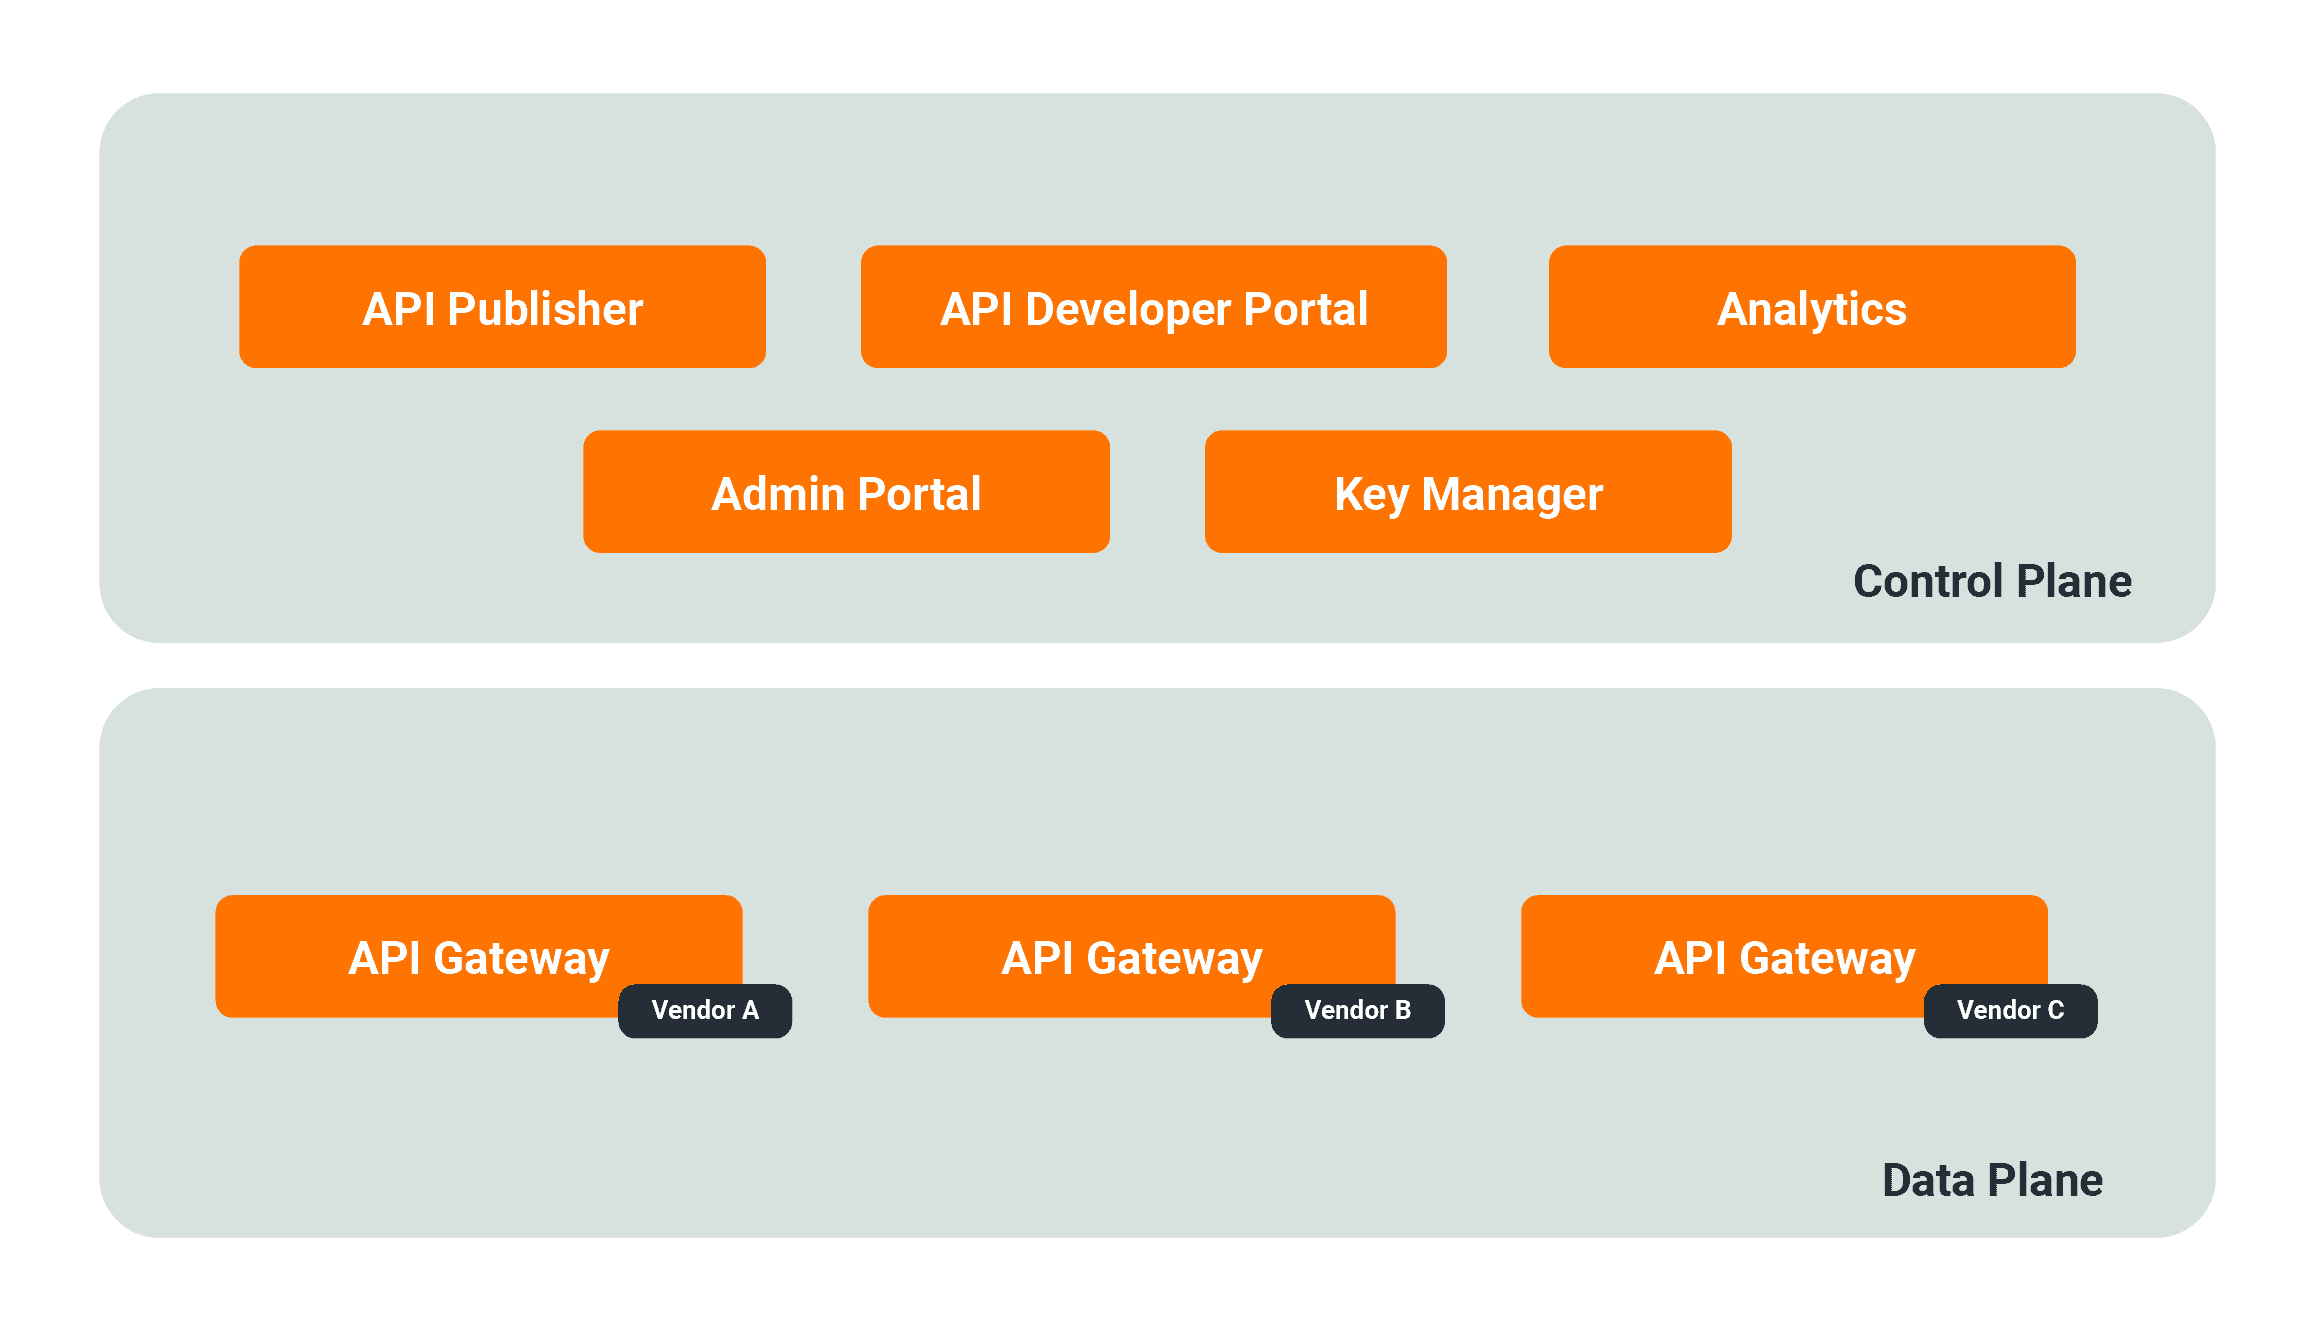 API Publisher
API Developer Portal
Analytics
Admin Portal
Key Manager
Control Plane
API Gateway
Vendor A
API Gateway
Vendor B
API Gateway
Vendor C
Data Plane